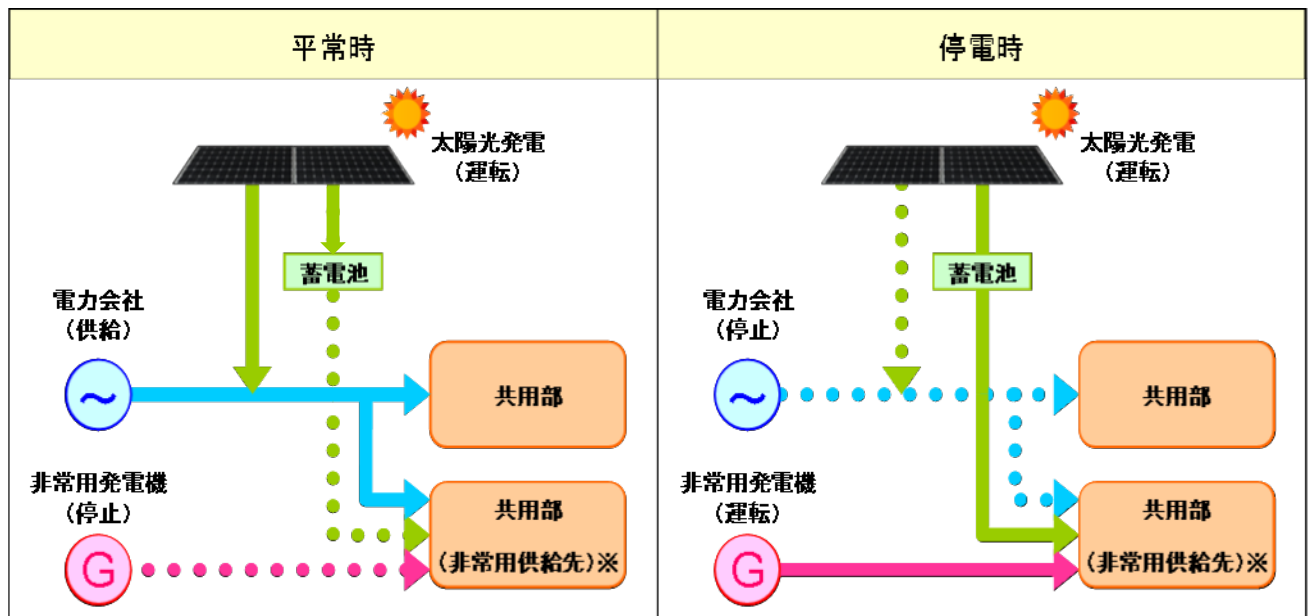 平常時
太陽光発電
(運転)
蓄電池
電力会社
(供給)
~
共用部
非常用発電機
(停止)
G
共用部
(非常用供給先)※
停電時
太陽光発電
(運転)
蓄電池
電力会社
(停止)
~
共用部
非常用発電機
(運転)
G
共用部
(非常用供給先)※